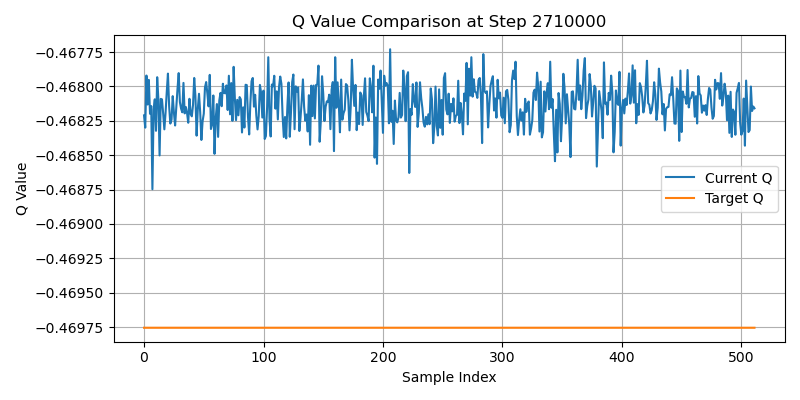 Q Value Comparison at Step 2710000
−0.46775
−0.46800
−0.46825
−0.46850
−0.46875
−0.46900
−0.46925
−0.46950
−0.46975
Q Value
Current Q
Target Q
0 100 200 300 400 500
Sample Index